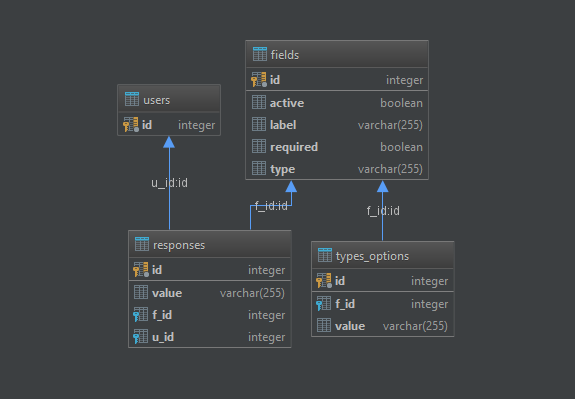 fields
id integer
active boolean
label varchar(255)
required boolean
type varchar(255)
users
id integer
u_id:id
f_id:id
f_id:id
responses
id integer
value varchar(255)
f_id integer
u_id integer
types_options
id integer
f_id integer
value varchar(255)